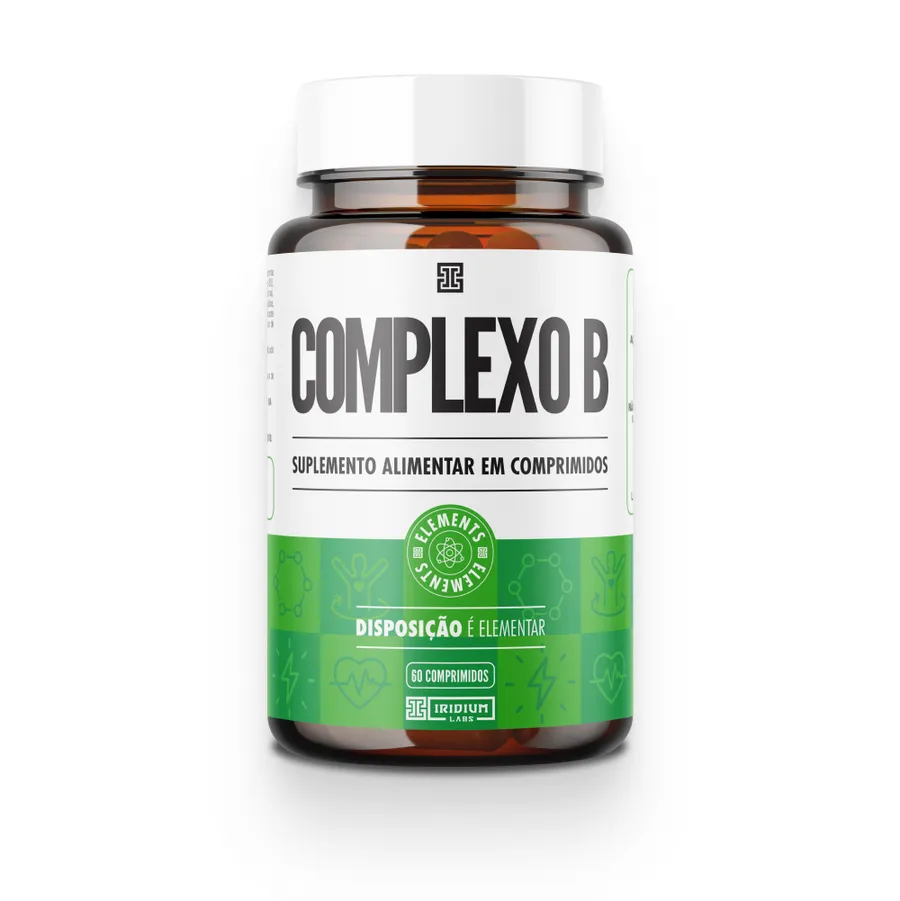 COMPLEXO B
SUPLEMENTO ALIMENTAR EM COMPRIMIDOS
ELEMENTS
ELEMENTS
DISPOSIÇÃO É ELEMENTAR
60 COMPRIMIDOS
IRIDIUM
LABS